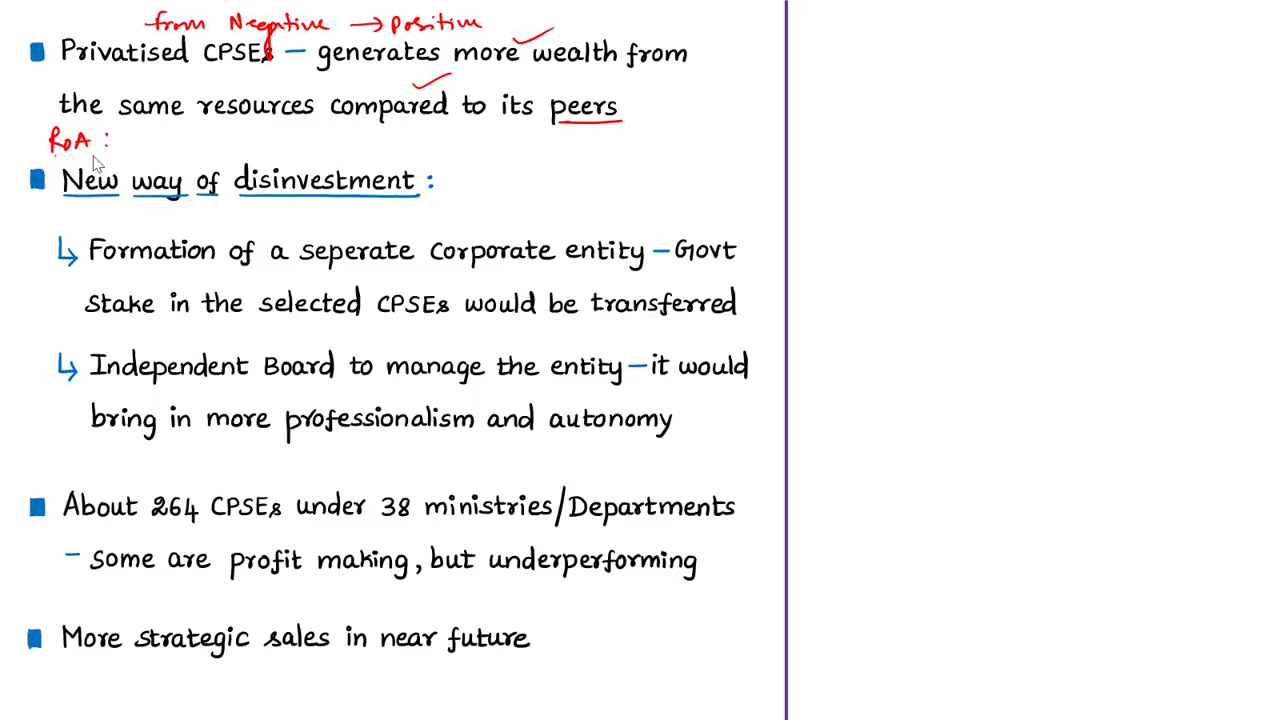 from Negative → positive
Privatised CPSEs – generates more wealth from
the same resources compared to its peers
RoA :
New way of disinvestment :
↳ Formation of a seperate Corporate entity – Govt
stake in the selected CPSEs would be transferred
↳ Independent Board to manage the entity – it would
bring in more professionalism and autonomy
About 264 CPSEs under 38 ministries/Departments
– some are profit making, but underperforming
More strategic sales in near future